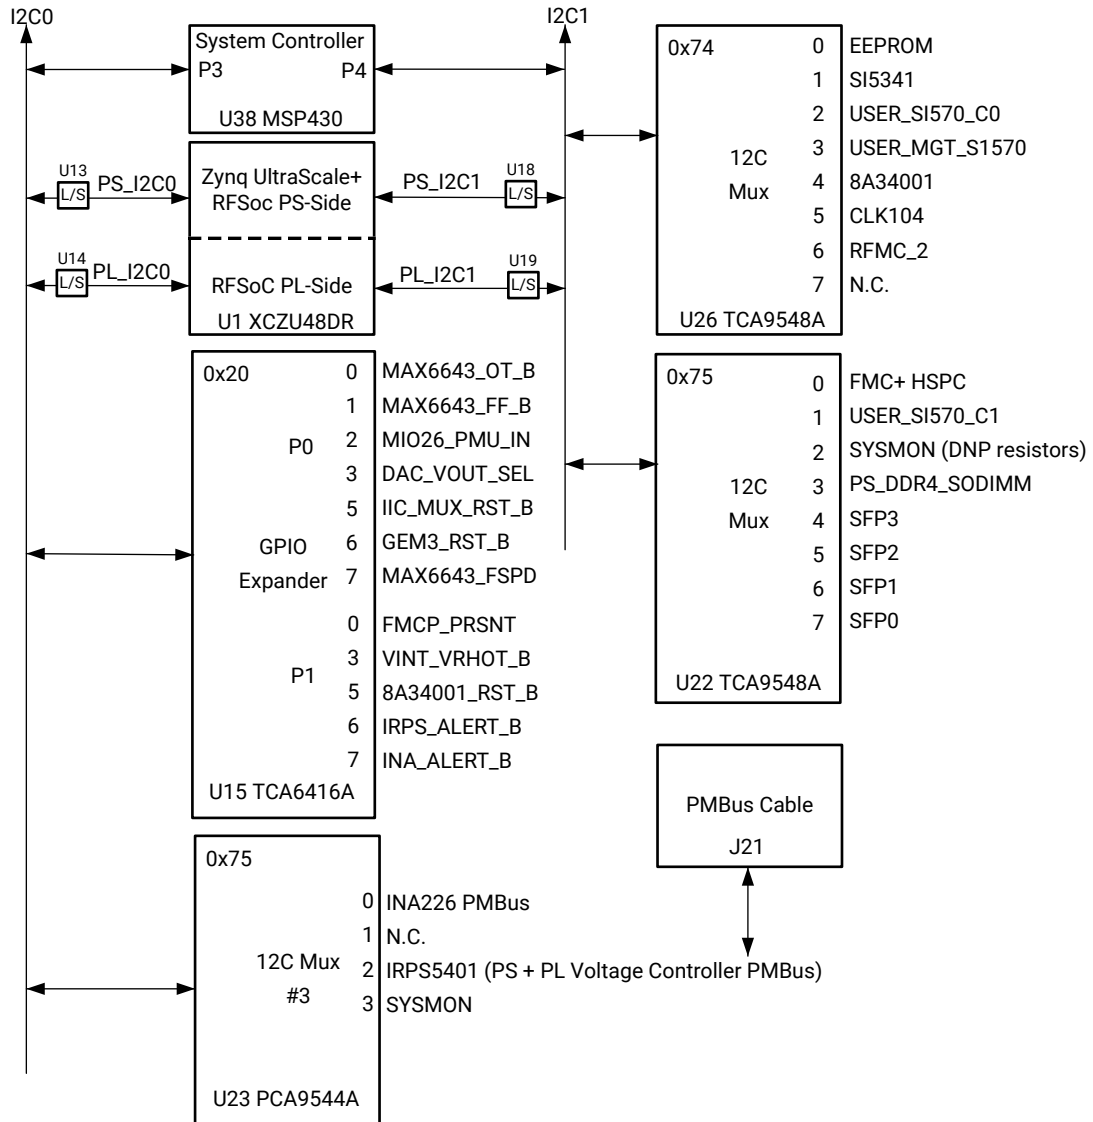 I2C0
I2C1
System Controller
P3 P4
U38 MSP430
U13
L/S
PS_I2C0
Zynq UltraScale+
RFSoc PS-Side
PS_I2C1
U18
L/S
U14
L/S
PL_I2C0
RFSoC PL-Side
PL_I2C1
U19
L/S
U1 XCZU48DR
0x74
0 EEPROM
1 SI5341
2 USER_SI570_C0
3 USER_MGT_S1570
4 8A34001
5 CLK104
6 RFMC_2
7 N.C.
12C
Mux
U26 TCA9548A
0x20
P0
0 MAX6643_OT_B
1 MAX6643_FF_B
2 MIO26_PMU_IN
3 DAC_VOUT_SEL
5 IIC_MUX_RST_B
6 GEM3_RST_B
7 MAX6643_FSPD
GPIO
Expander
P1
0 FMCP_PRSNT
3 VINT_VRHOT_B
5 8A34001_RST_B
6 IRPS_ALERT_B
7 INA_ALERT_B
U15 TCA6416A
0x75
0 FMC+ HSPC
1 USER_SI570_C1
2 SYSMON (DNP resistors)
3 PS_DDR4_SODIMM
4 SFP3
5 SFP2
6 SFP1
7 SFP0
12C
Mux
U22 TCA9548A
PMBus Cable
J21
0x75
0 INA226 PMBus
1 N.C.
2 IRPS5401 (PS + PL Voltage Controller PMBus)
3 SYSMON
12C Mux
#3
U23 PCA9544A